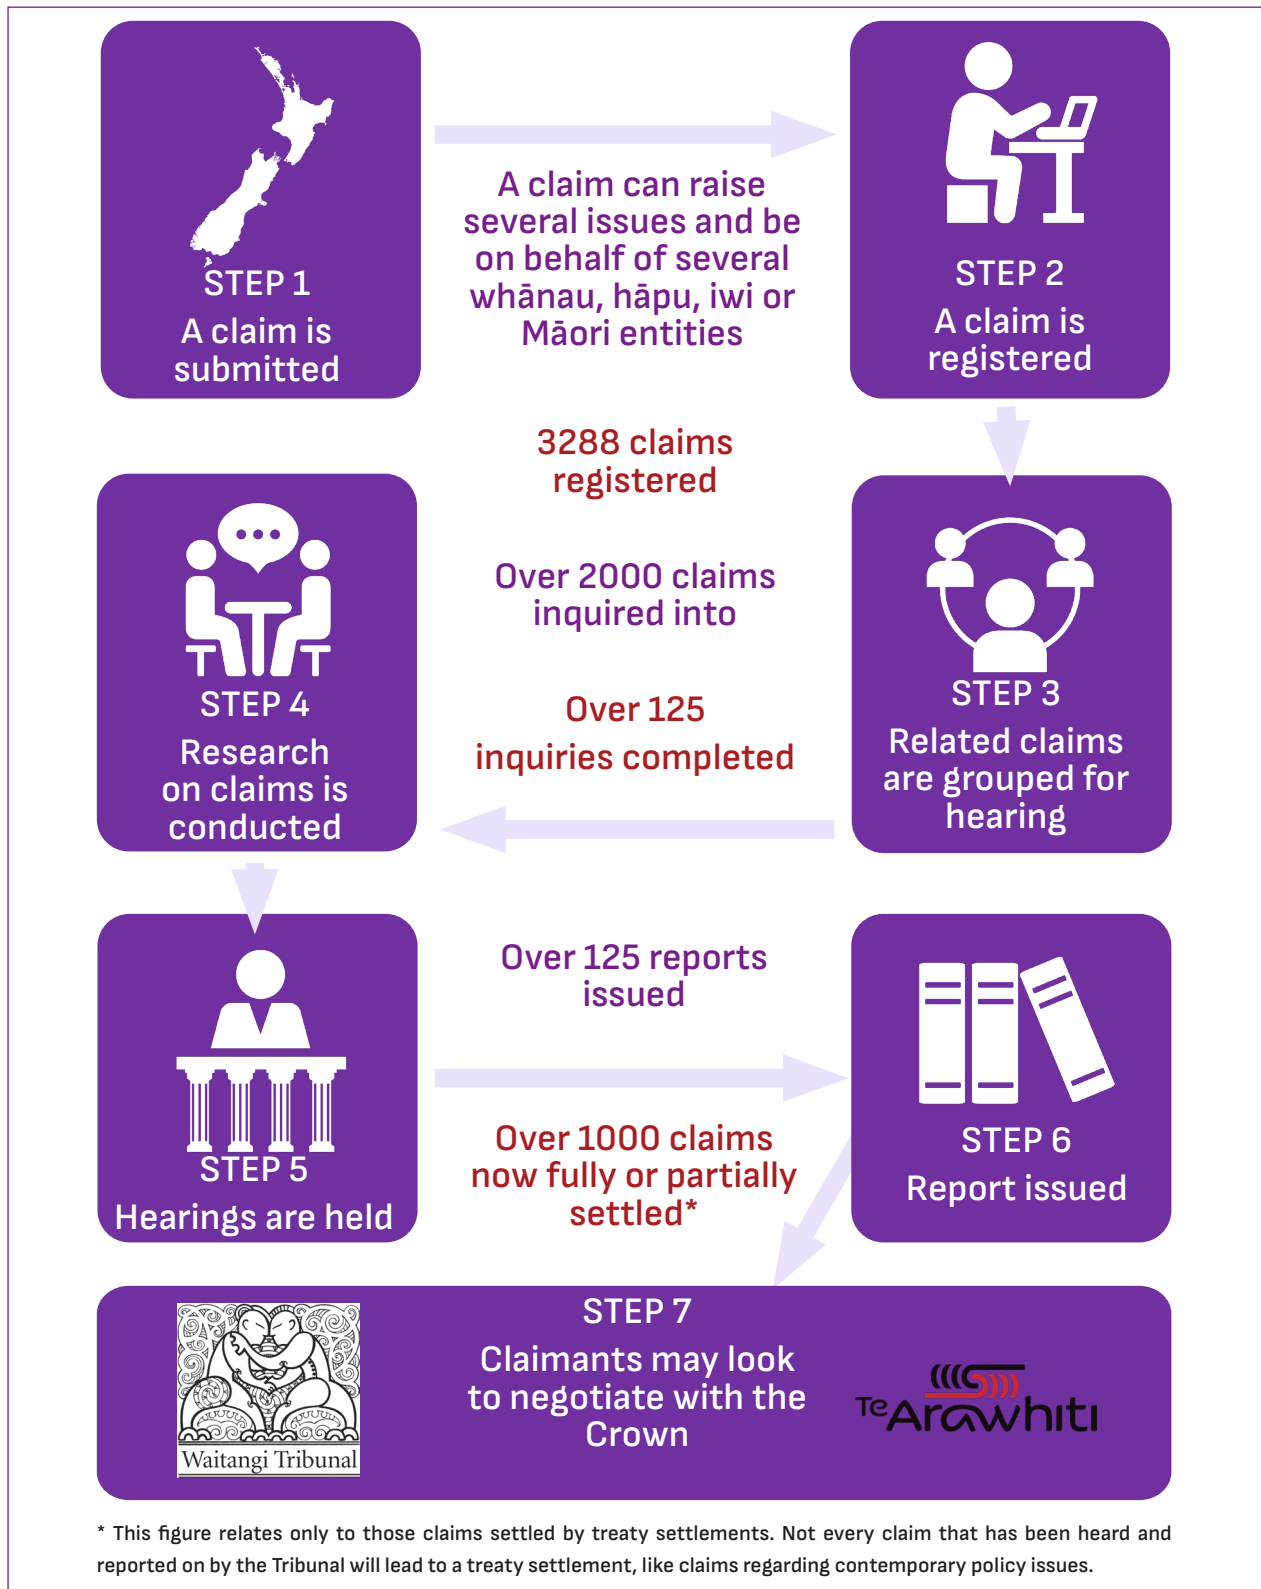 STEP 1
A claim is
submitted
A claim can raise
several issues and be
on behalf of several
whānau, hāpu, iwi or
Māori entities
STEP 2
A claim is
registered
3288 claims
registered
Over 2000 claims
inquired into
Over 125
inquiries completed
STEP 3
Related claims
are grouped for
hearing
STEP 4
Research
on claims is
conducted
STEP 5
Hearings are held
Over 125 reports
issued
Over 1000 claims
now fully or partially
settled*
STEP 6
Report issued
STEP 7
Claimants may look
to negotiate with the
Crown
Waitangi Tribunal
Te Arawhiti
* This figure relates only to those claims settled by treaty settlements. Not every claim that has been heard and
reported on by the Tribunal will lead to a treaty settlement, like claims regarding contemporary policy issues.